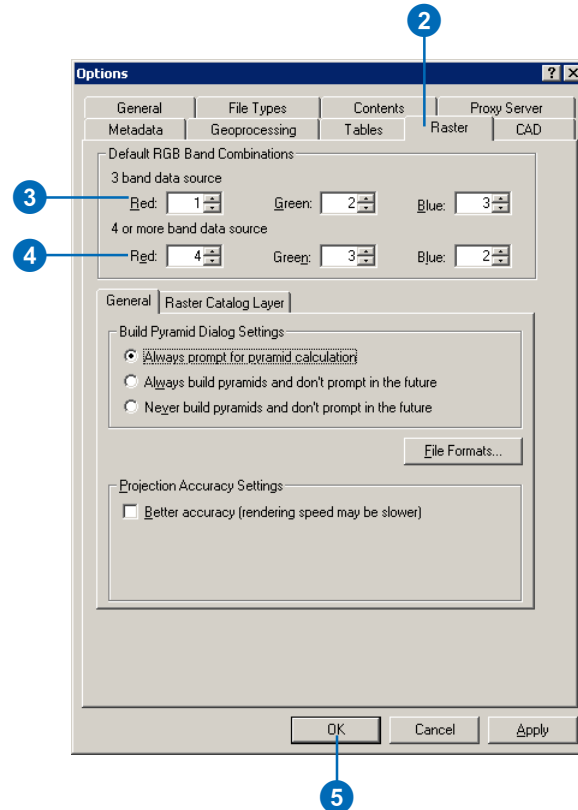 2
Options
General File Types Contents Proxy Server
Metadata Geoprocessing Tables Raster CAD
Default RGB Band Combinations
3 band data source
3 Red: 1 Green: 2 Blue: 3
4 or more band data source
4 Red: 4 Green: 3 Blue: 2
General Raster Catalog Layer
Build Pyramid Dialog Settings
Always prompt for pyramid calculation
Always build pyramids and don't prompt in the future
Never build pyramids and don't prompt in the future
File Formats...
Projection Accuracy Settings
Better accuracy (rendering speed may be slower)
OK Cancel Apply
5